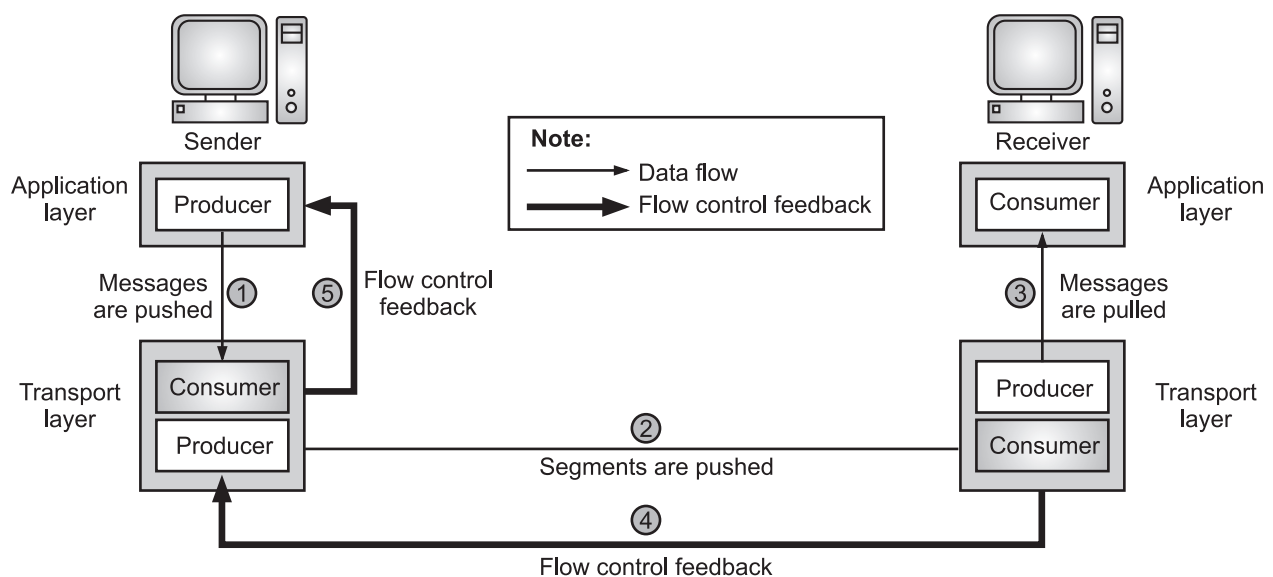 Sender
Receiver
Note:
Data flow
Flow control feedback
Application
layer
Producer
Consumer
Application
layer
Messages
are pushed
1
5
Flow control
feedback
3
Messages
are pulled
Transport
layer
Consumer
Producer
2
Segments are pushed
Producer
Consumer
Transport
layer
4
Flow control feedback